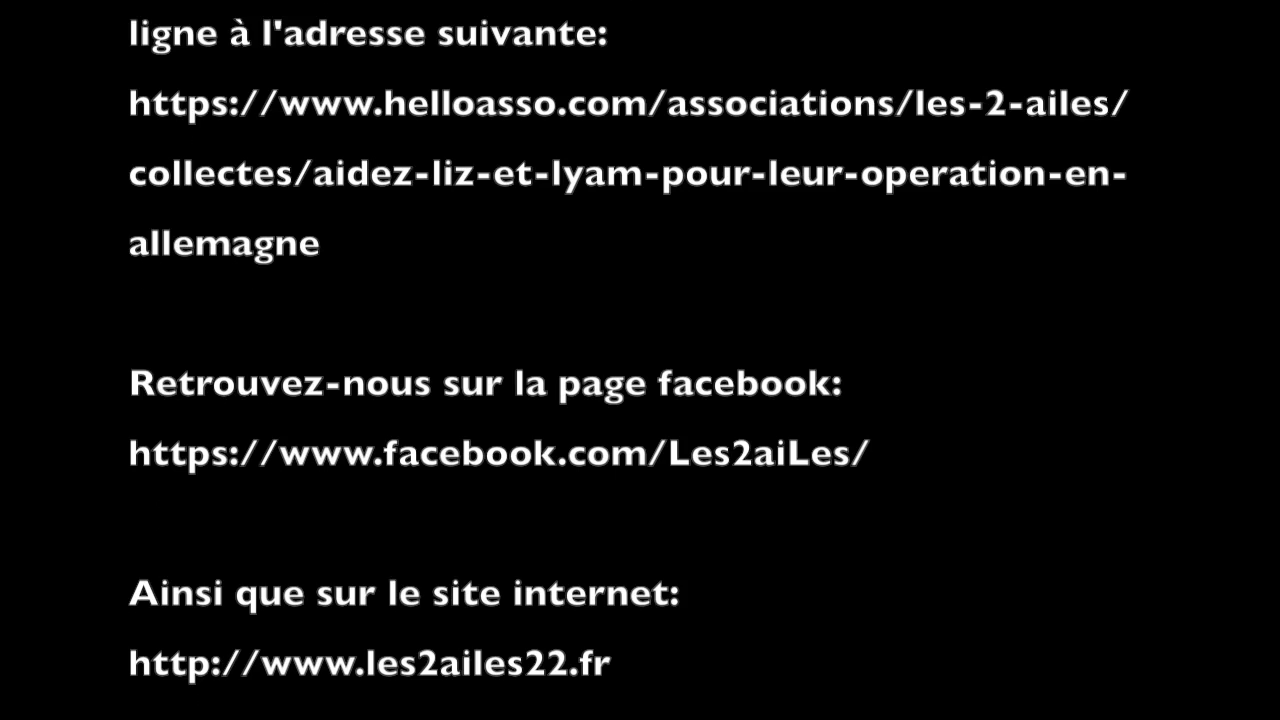 ligne à l'adresse suivante:
https://www.helloasso.com/associations/les-2-ailes/
collectes/aidez-liz-et-lyam-pour-leur-operation-en-
allemagne
Retrouvez-nous sur la page facebook:
https://www.facebook.com/Les2aiLes/
Ainsi que sur le site internet:
http://www.les2ailes22.fr